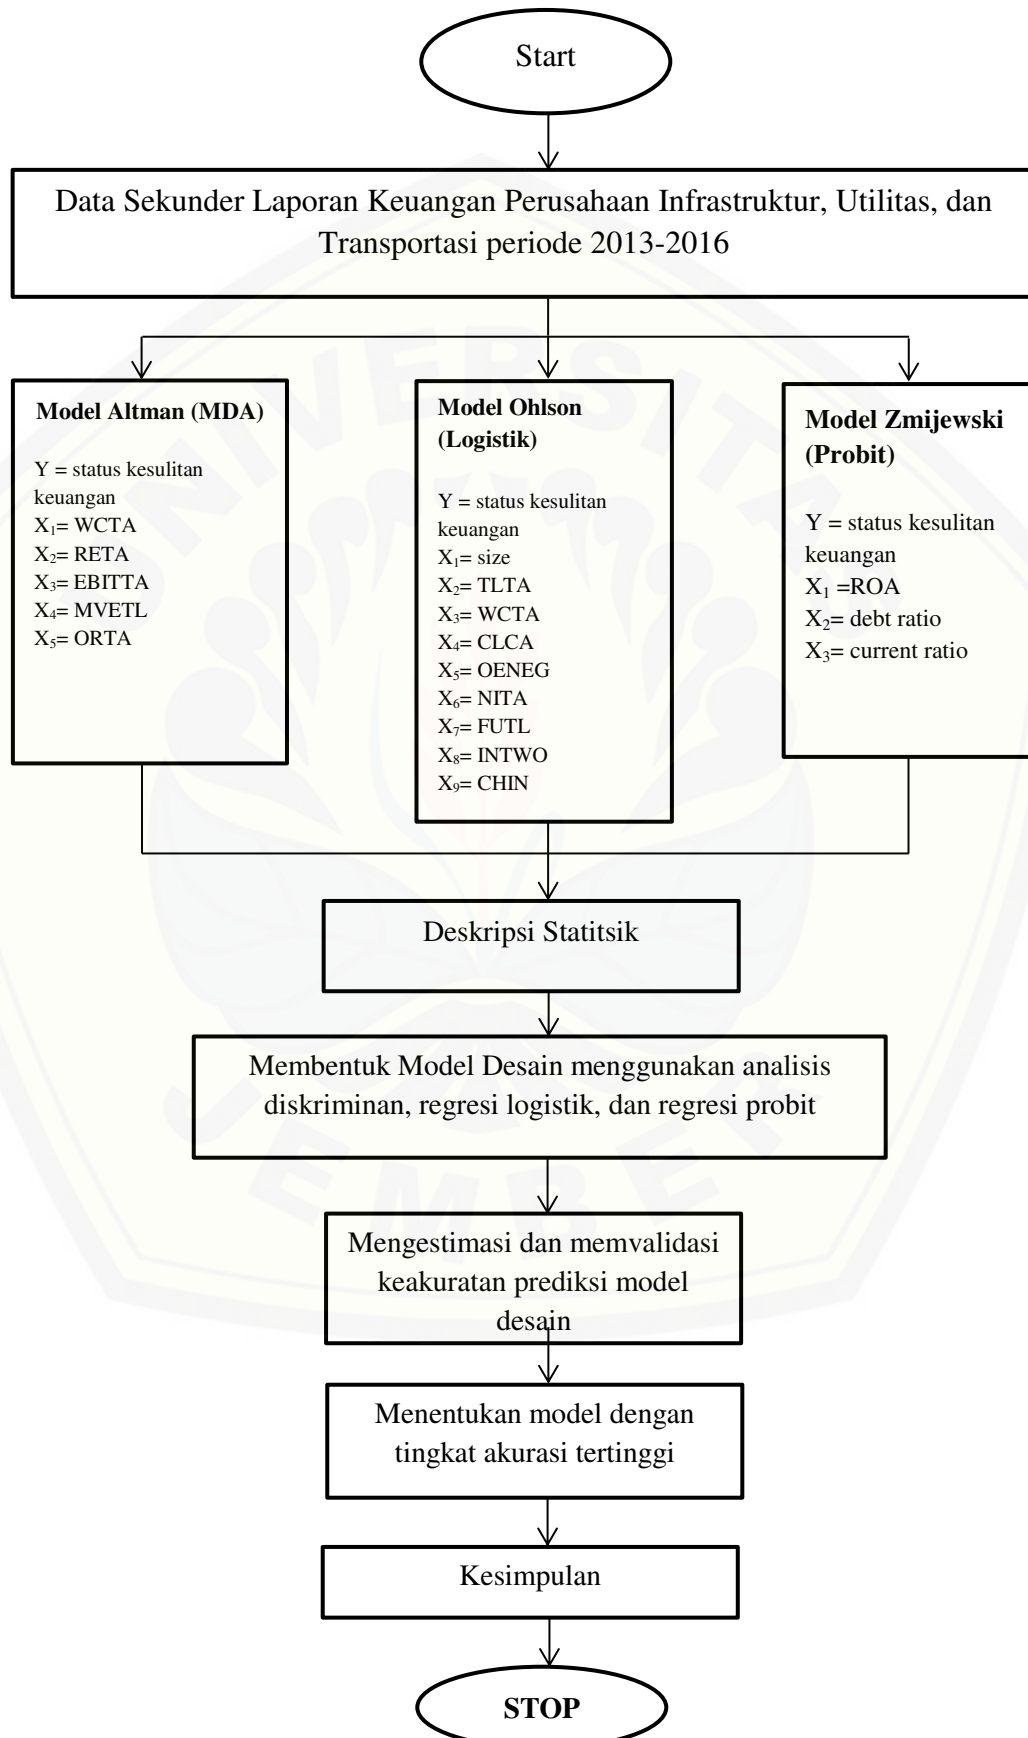 Start
Data Sekunder Laporan Keuangan Perusahaan Infrastruktur, Utilitas, dan
Transportasi periode 2013-2016
Model Altman (MDA)
Y = status kesulitan
keuangan
X₁= WCTA
X₂= RETA
X₃= EBITTA
X₄= MVETL
X₅= ORTA
Model Ohlson
(Logistik)
Y = status kesulitan
keuangan
X₁= size
X₂= TLTA
X₃= WCTA
X₄= CLCA
X₅= OENEG
X₆= NITA
X₇= FUTL
X₈= INTWO
X₉= CHIN
Model Zmijewski
(Probit)
Y = status kesulitan
keuangan
X₁ =ROA
X₂= debt ratio
X₃= current ratio
Deskripsi Statitsik
Membentuk Model Desain menggunakan analisis
diskriminan, regresi logistik, dan regresi probit
Mengestimasi dan memvalidasi
keakuratan prediksi model
desain
Menentukan model dengan
tingkat akurasi tertinggi
Kesimpulan
STOP
UNIVERSITAS
JEMBER